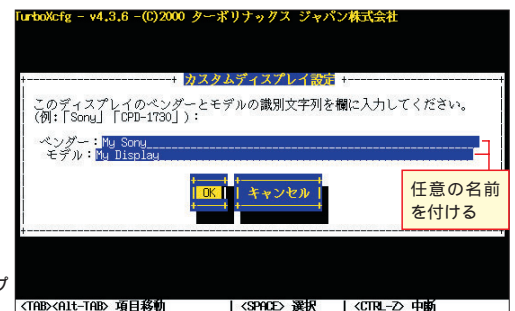 TurboXcfg - v4.3.6 -(C)2000 ターボリナックス ジャパン株式会社
カスタムディスプレイ設定
このディスプレイのベンダーとモデルの識別文字列を欄に入力してください。
(例:「Sony」「CPD-1730」):
ベンダー:My Sony
モデル:My Display
OK キャンセル
任意の名前
を付ける
プ
<TAB><Alt-TAB> 項目移動 | <SPACE> 選択 | <CTRL-Z> 中断